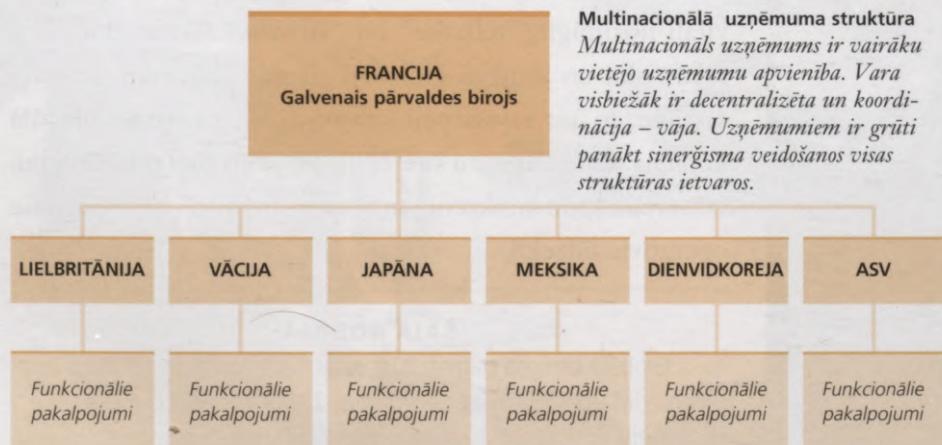 Multinacionālā uzņēmuma struktūra
Multinacionāls uzņēmums ir vairāku
vietējo uzņēmumu apvienība. Vara
visbiežāk ir decentralizēta un koordi-
nācija – vāja. Uzņēmumiem ir grūti
panākt sinerģisma veidošanos visas
struktūras ietvaros.
FRANCIJA
Galvenais pārvaldes birojs
LIELBRITĀNIJA
VĀCIJA
JAPĀNA
MEKSIKA
DIENVIDKOREJA
ASV
Funkcionālie
pakalpojumi
Funkcionālie
pakalpojumi
Funkcionālie
pakalpojumi
Funkcionālie
pakalpojumi
Funkcionālie
pakalpojumi
Funkcionālie
pakalpojumi